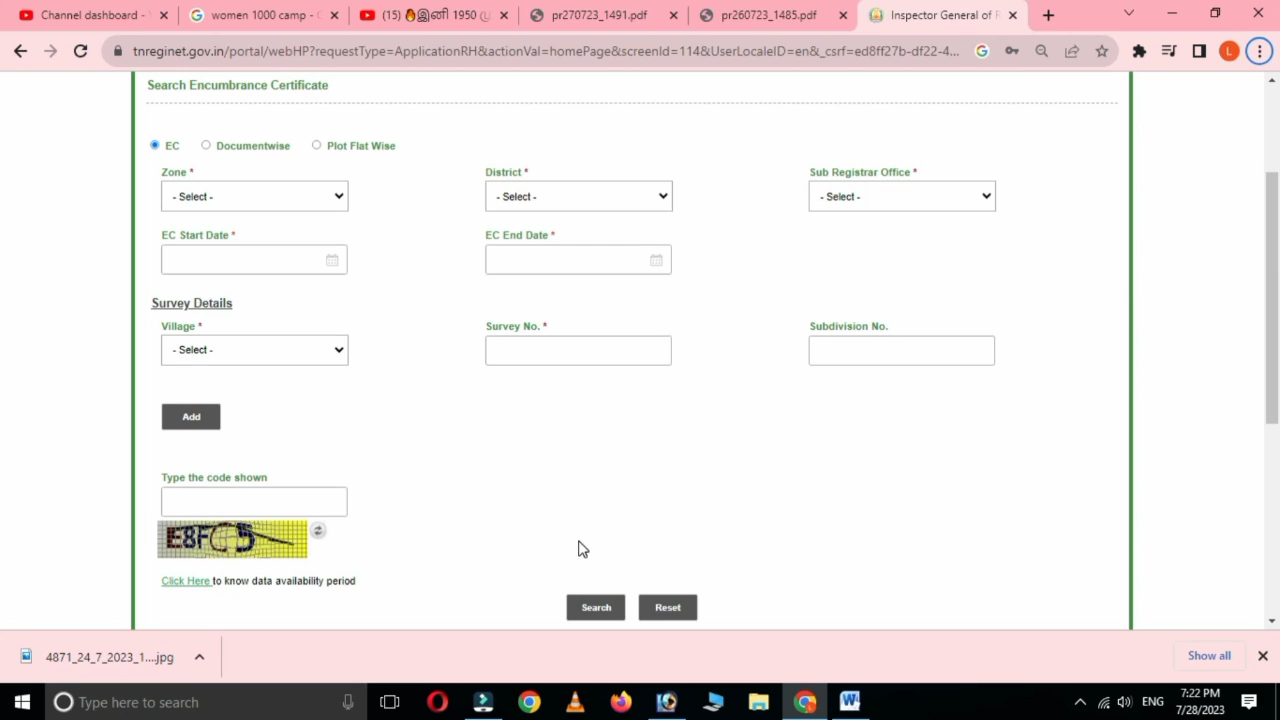 Channel dashboard -
women 1000 camp -
(15) 🔥இனி 1950
pr270723_1491.pdf
pr260723_1485.pdf
Inspector General of R
tnreginet.gov.in/portal/webHP?requestType=ApplicationRH&actionVal=homePage&screenId=114&UserLocaleID=en&_csrf=ed8ff27b-df22-4...
L
Search Encumbrance Certificate
EC Documentwise Plot Flat Wise
Zone * District * Sub Registrar Office *
- Select - - Select - - Select -
EC Start Date * EC End Date *
Survey Details
Village * Survey No. * Subdivision No.
- Select -
Add
Type the code shown
Click Here to know data availability period
Search Reset
4871_24_7_2023_1....jpg Show all
Type here to search
ENG
7:22 PM
7/28/2023